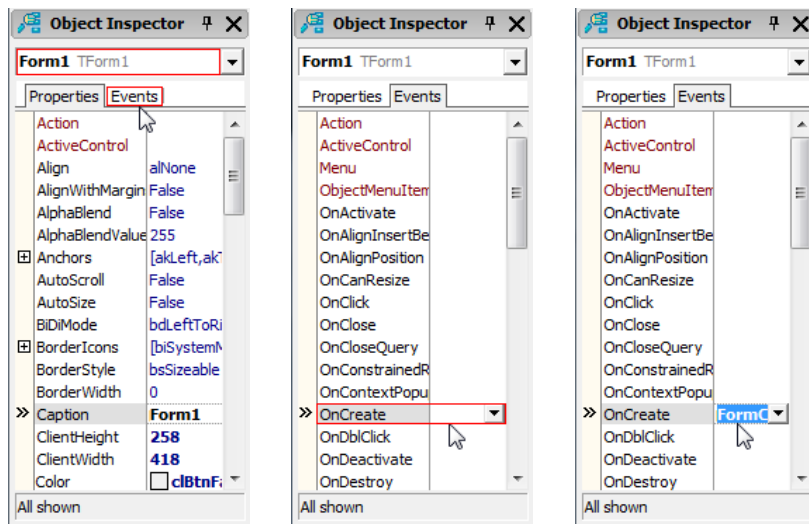 Object Inspector
Form1 TForm1
Properties Events
Action
ActiveControl
Align alNone
AlignWithMargin False
AlphaBlend False
AlphaBlendValue 255
Anchors [akLeft,ak
AutoScroll False
AutoSize False
BiDiMode bdLeftToRi
BorderIcons [biSystemM
BorderStyle bsSizeable
BorderWidth 0
Caption Form1
ClientHeight 258
ClientWidth 418
Color clBtnFa
All shown
Object Inspector
Form1 TForm1
Properties Events
Action
ActiveControl
Menu
ObjectMenuItem
OnActivate
OnAlignInsertBe
OnAlignPosition
OnCanResize
OnClick
OnClose
OnCloseQuery
OnConstrainedR
OnContextPopu
OnCreate
OnDblClick
OnDeactivate
OnDestroy
All shown
Object Inspector
Form1 TForm1
Properties Events
Action
ActiveControl
Menu
ObjectMenuItem
OnActivate
OnAlignInsertBe
OnAlignPosition
OnCanResize
OnClick
OnClose
OnCloseQuery
OnConstrainedR
OnContextPopu
OnCreate FormC
OnDblClick
OnDeactivate
OnDestroy
All shown